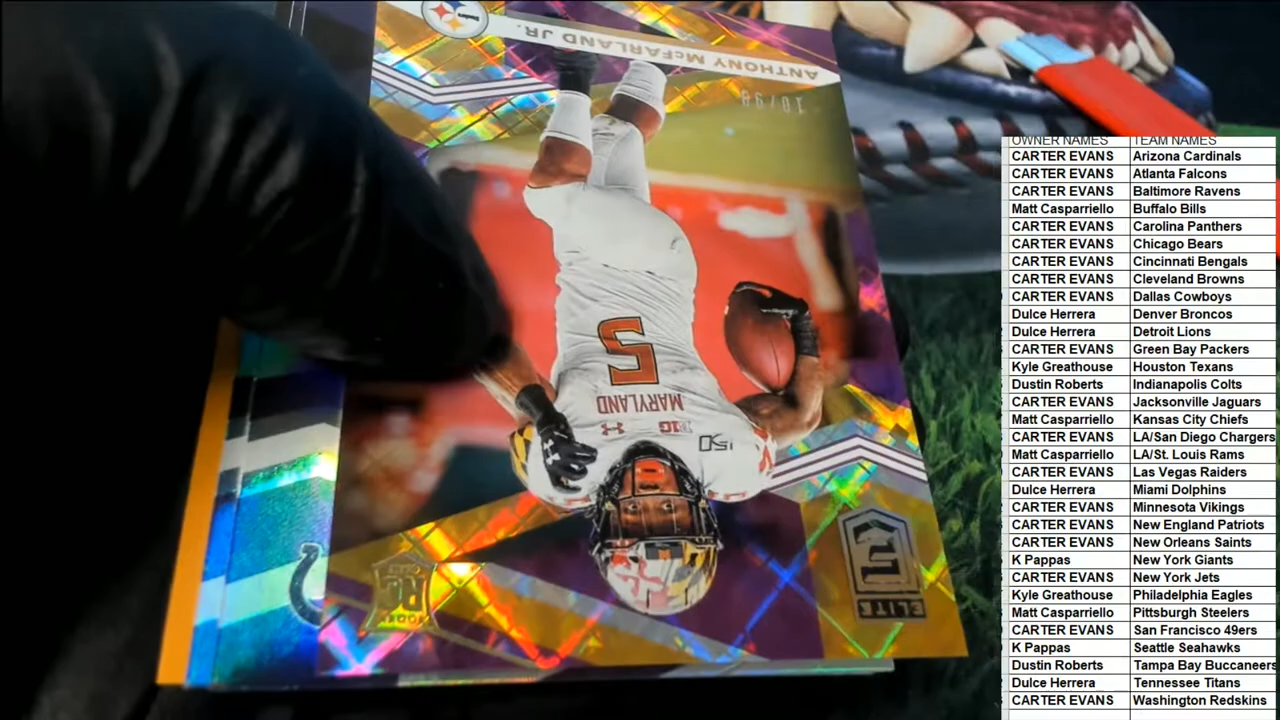 Steelers
ANTHONY McFARLAND JR.
10/99
5
MARYLAND
B1G
150
RC
ELITE
OWNER NAMES TEAM NAMES
CARTER EVANS Arizona Cardinals
CARTER EVANS Atlanta Falcons
CARTER EVANS Baltimore Ravens
Matt Casparriello Buffalo Bills
CARTER EVANS Carolina Panthers
CARTER EVANS Chicago Bears
CARTER EVANS Cincinnati Bengals
CARTER EVANS Cleveland Browns
CARTER EVANS Dallas Cowboys
Dulce Herrera Denver Broncos
Dulce Herrera Detroit Lions
CARTER EVANS Green Bay Packers
Kyle Greathouse Houston Texans
Dustin Roberts Indianapolis Colts
CARTER EVANS Jacksonville Jaguars
Matt Casparriello Kansas City Chiefs
CARTER EVANS LA/San Diego Chargers
Matt Casparriello LA/St. Louis Rams
CARTER EVANS Las Vegas Raiders
Dulce Herrera Miami Dolphins
CARTER EVANS Minnesota Vikings
CARTER EVANS New England Patriots
CARTER EVANS New Orleans Saints
K Pappas New York Giants
CARTER EVANS New York Jets
Kyle Greathouse Philadelphia Eagles
Matt Casparriello Pittsburgh Steelers
CARTER EVANS San Francisco 49ers
K Pappas Seattle Seahawks
Dustin Roberts Tampa Bay Buccaneers
Dulce Herrera Tennessee Titans
CARTER EVANS Washington Redskins